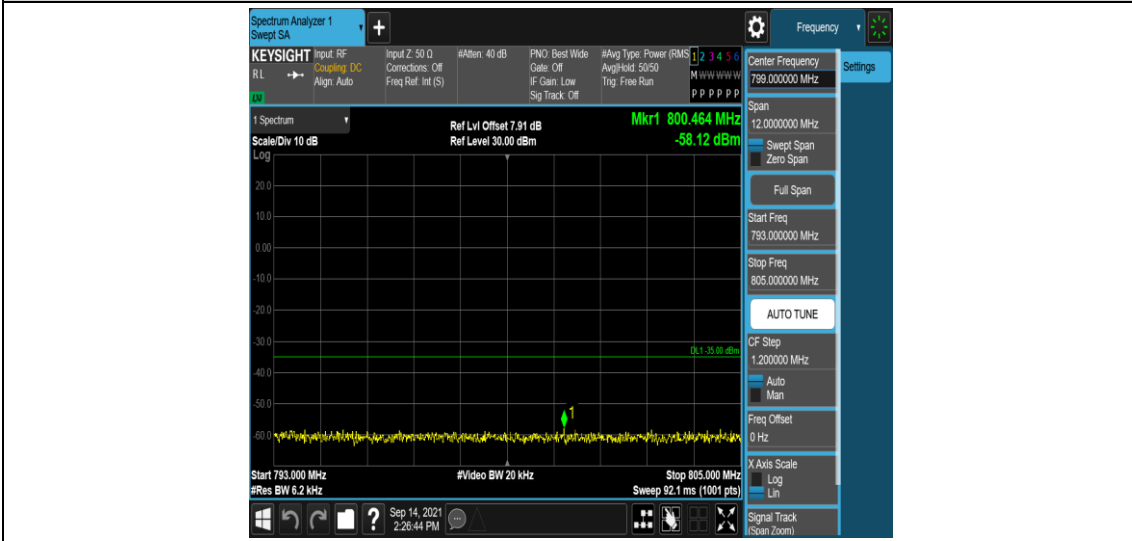 Spectrum Analyzer 1
Swept SA
+
Frequency
KEYSIGHT
RL
LM
Input: RF
Coupling: DC
Align: Auto
Input Z: 50 Ω
Corrections: Off
Freq Ref: Int (S)
#Atten: 40 dB
PNO: Best Wide
Gate: Off
IF Gain: Low
Sig Track: Off
#Avg Type: Power (RMS
Avg|Hold: 50/50
Trig: Free Run
1 2 3 4 5 6
M W W W W W
P P P P P P
1 Spectrum
Scale/Div 10 dB
Log
Ref Lvl Offset 7.91 dB
Ref Level 30.00 dBm
Mkr1 800.464 MHz
-58.12 dBm
20.0
10.0
0.00
-10.0
-20.0
-30.0
DL1 -35.00 dBm
-40.0
-50.0
1
-60.0
Start 793.000 MHz
#Video BW 20 kHz
Stop 805.000 MHz
#Res BW 6.2 kHz
Sweep 92.1 ms (1001 pts)
?
Sep 14, 2021
2:26:44 PM
Center Frequency
799.000000 MHz
Settings
Span
12.0000000 MHz
Swept Span
Zero Span
Full Span
Start Freq
793.000000 MHz
Stop Freq
805.000000 MHz
AUTO TUNE
CF Step
1.200000 MHz
Auto
Man
Freq Offset
0 Hz
X Axis Scale
Log
Lin
Signal Track
(Span Zoom)